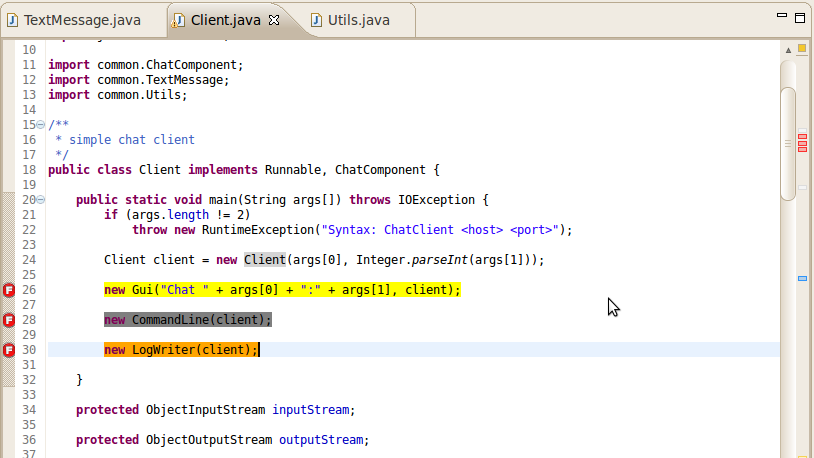 TextMessage.java Client.java Utils.java
10
11 import common.ChatComponent;
12 import common.TextMessage;
13 import common.Utils;
14
15 /**
16  * simple chat client
17  */
18 public class Client implements Runnable, ChatComponent {
19
20     public static void main(String args[]) throws IOException {
21         if (args.length != 2)
22             throw new RuntimeException("Syntax: ChatClient <host> <port>");
23
24         Client client = new Client(args[0], Integer.parseInt(args[1]));
25
F 26         new Gui("Chat " + args[0] + ":" + args[1], client);
27
F 28         new CommandLine(client);
29
F 30         new LogWriter(client);
31
32     }
33
34     protected ObjectInputStream inputStream;
35
36     protected ObjectOutputStream outputStream;
37